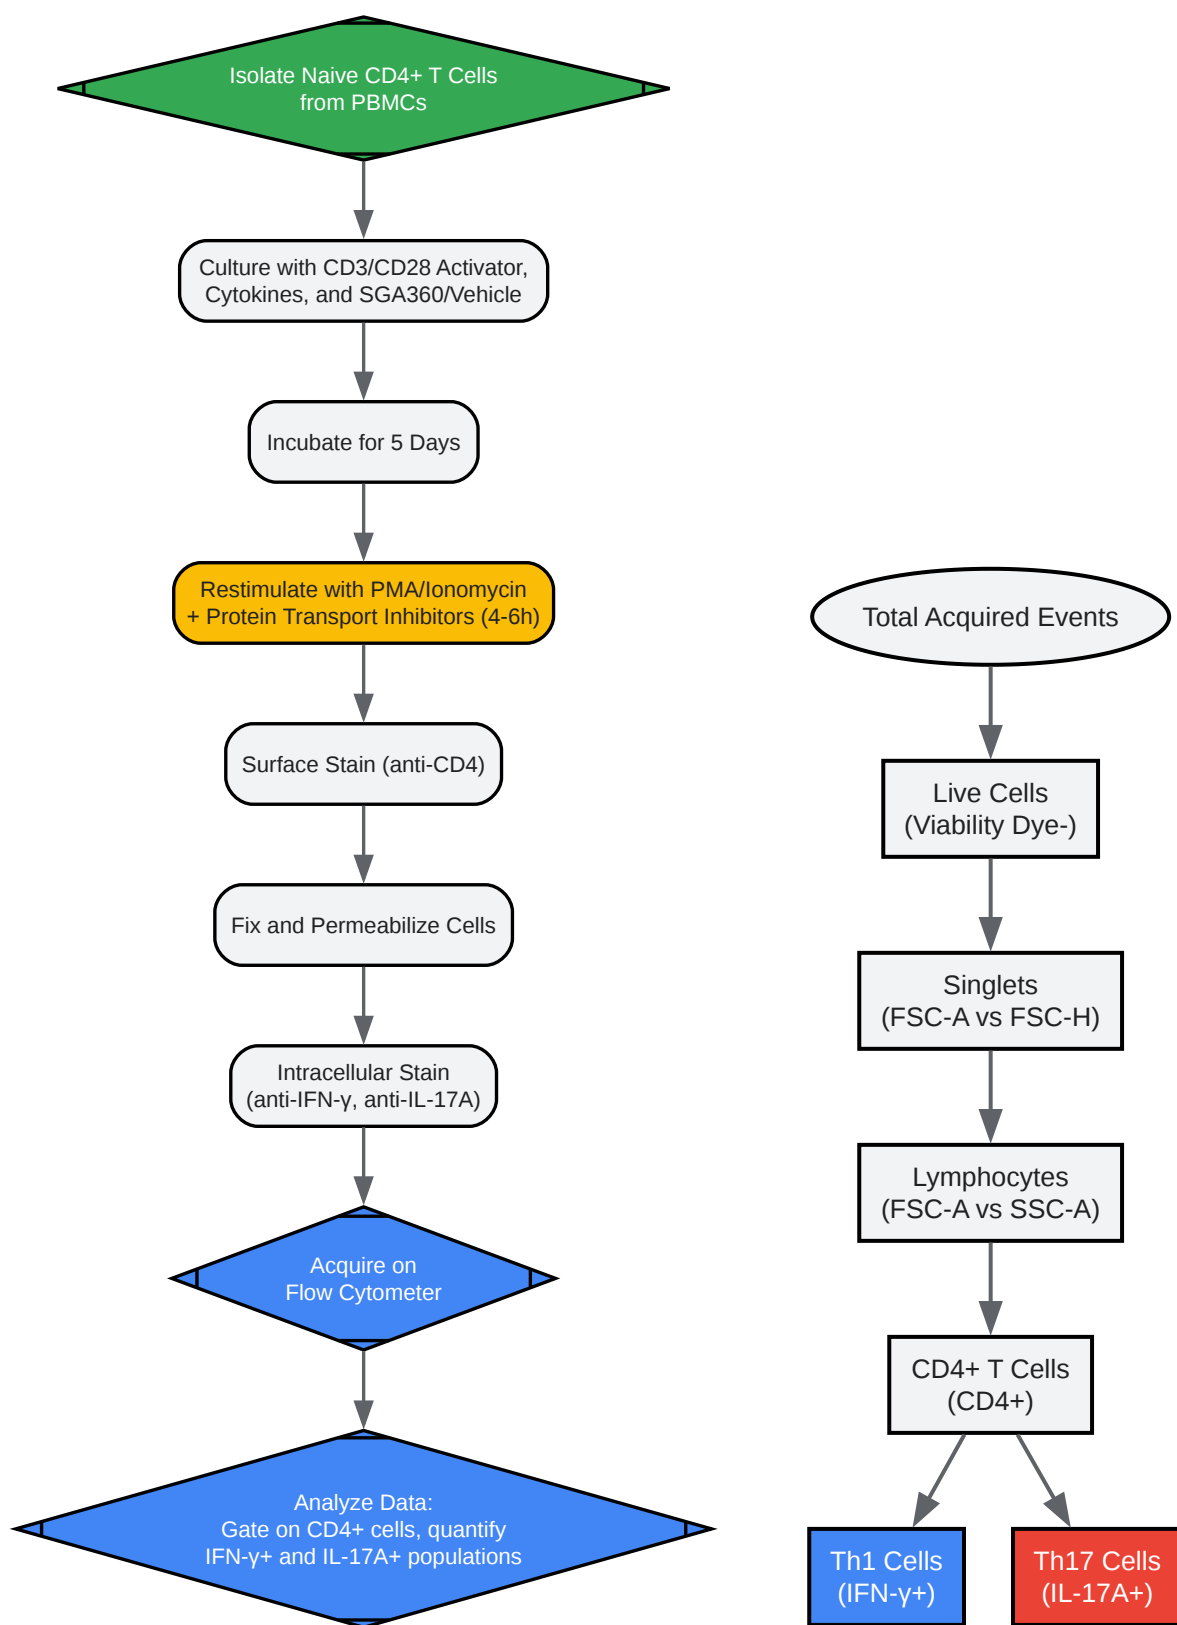 Isolate Naive CD4+ T Cells
from PBMCs
Culture with CD3/CD28 Activator,
Cytokines, and SGA360/Vehicle
Incubate for 5 Days
Restimulate with PMA/Ionomycin
+ Protein Transport Inhibitors (4-6h)
Surface Stain (anti-CD4)
Fix and Permeabilize Cells
Intracellular Stain
(anti-IFN-γ, anti-IL-17A)
Acquire on
Flow Cytometer
Analyze Data:
Gate on CD4+ cells, quantify
IFN-γ+ and IL-17A+ populations
Total Acquired Events
Live Cells
(Viability Dye-)
Singlets
(FSC-A vs FSC-H)
Lymphocytes
(FSC-A vs SSC-A)
CD4+ T Cells
(CD4+)
Th1 Cells
(IFN-γ+)
Th17 Cells
(IL-17A+)